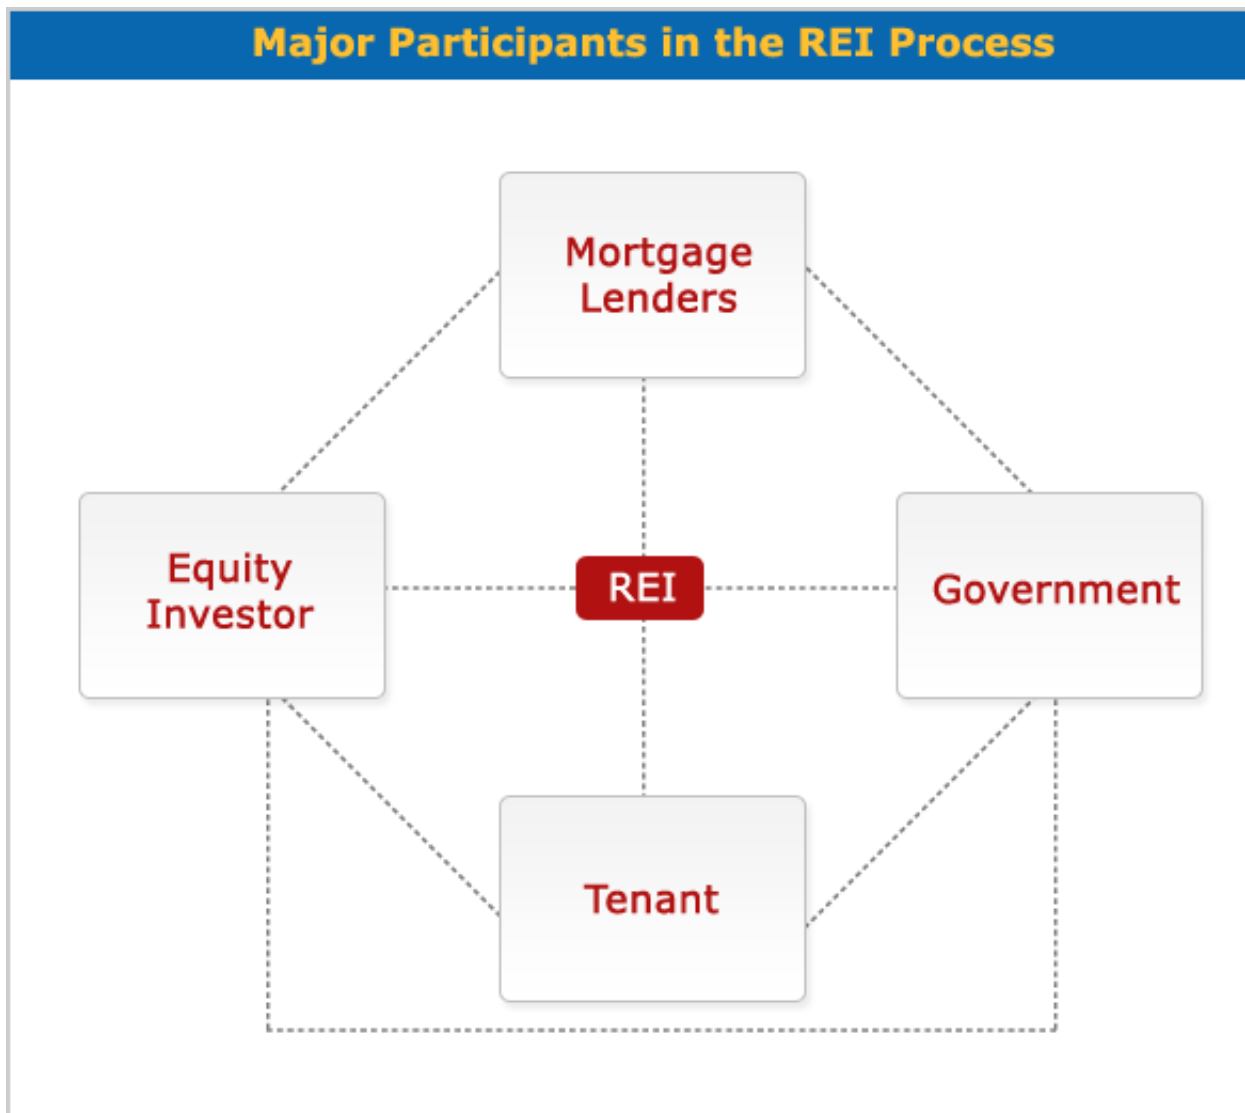 Major Participants in the REI Process
Mortgage
Lenders
Equity
Investor
REI
Government
Tenant